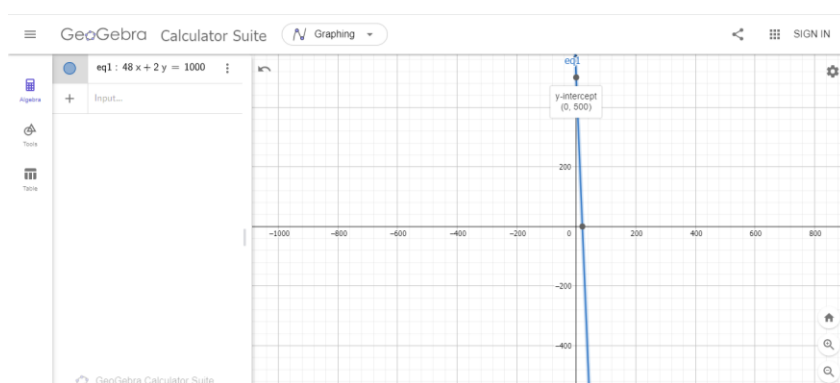 GeoGebra Calculator Suite
Graphing
SIGN IN
eq1 : 48 x + 2 y = 1000
Input...
Algebra
Tools
Table
eq1
y-intercept
(0, 500)
200
−1000 −800 −600 −400 −200 0 200 400 600 800
−200
−400
GeoGebra Calculator Suite